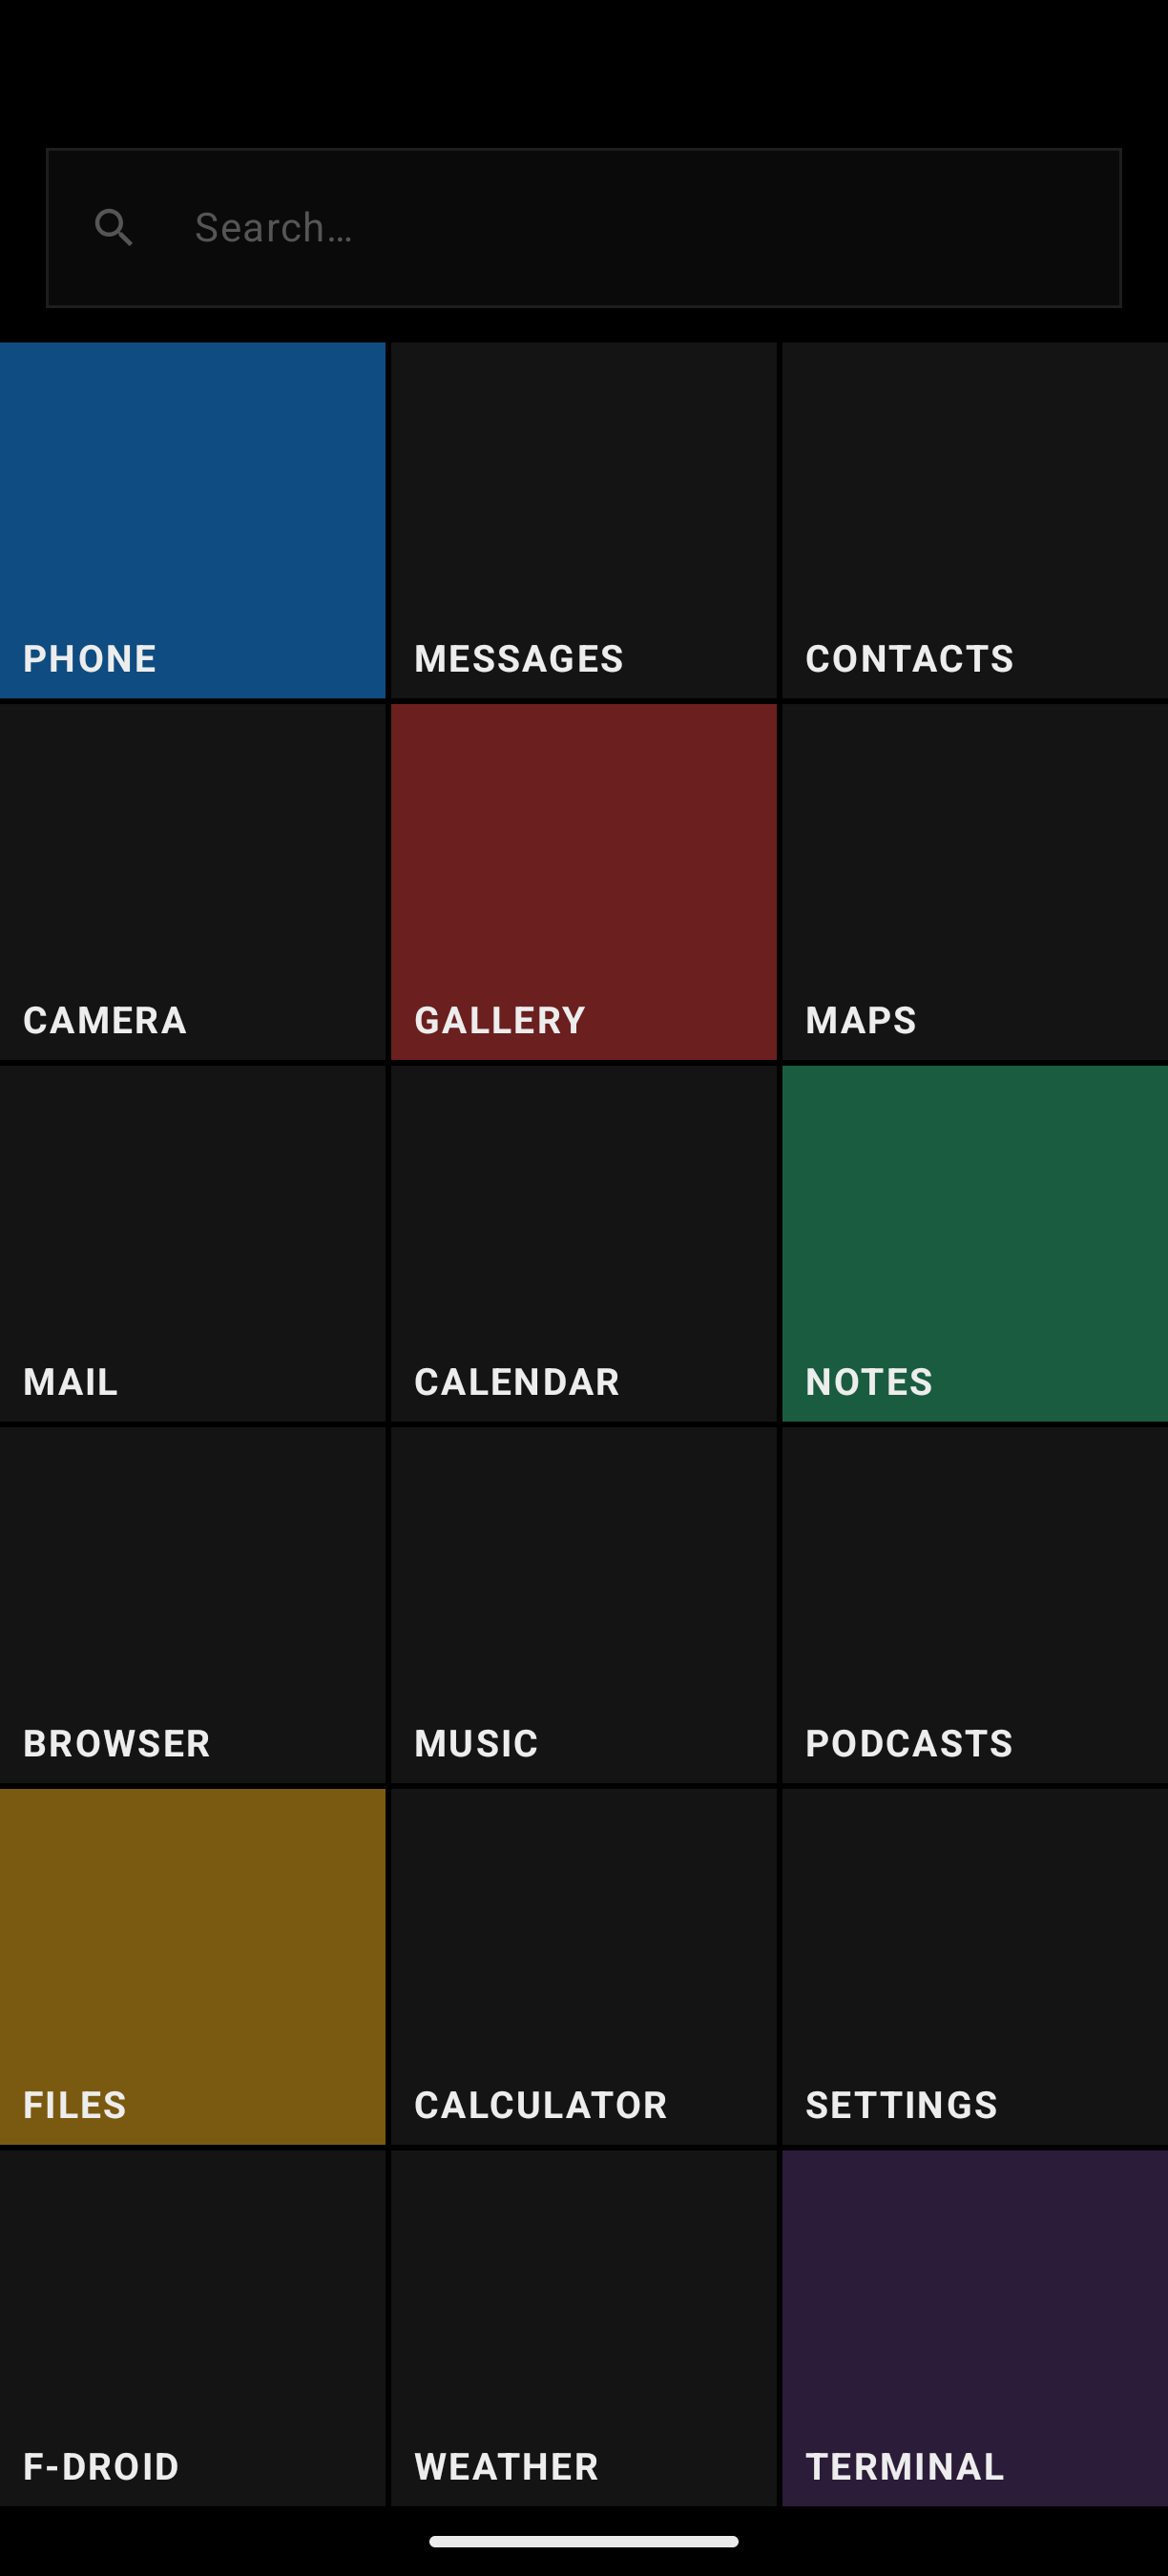 Search…
PHONE
MESSAGES
CONTACTS
CAMERA
GALLERY
MAPS
MAIL
CALENDAR
NOTES
BROWSER
MUSIC
PODCASTS
FILES
CALCULATOR
SETTINGS
F-DROID
WEATHER
TERMINAL